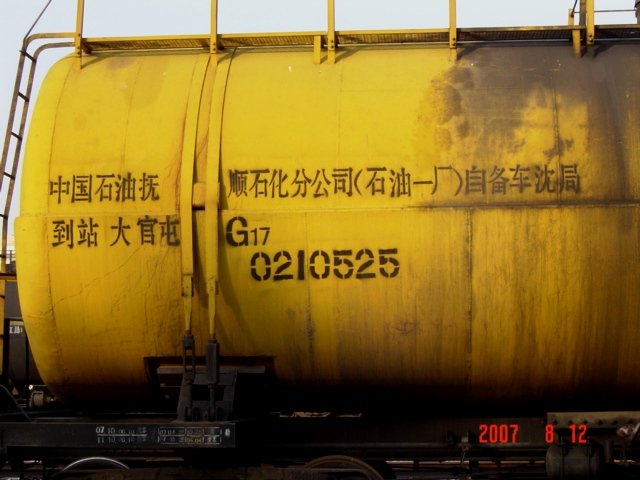 中国石油抚顺石化分公司(石油一厂)自备车沈局
到站 大官屯 G17
0210525
2007 8 12